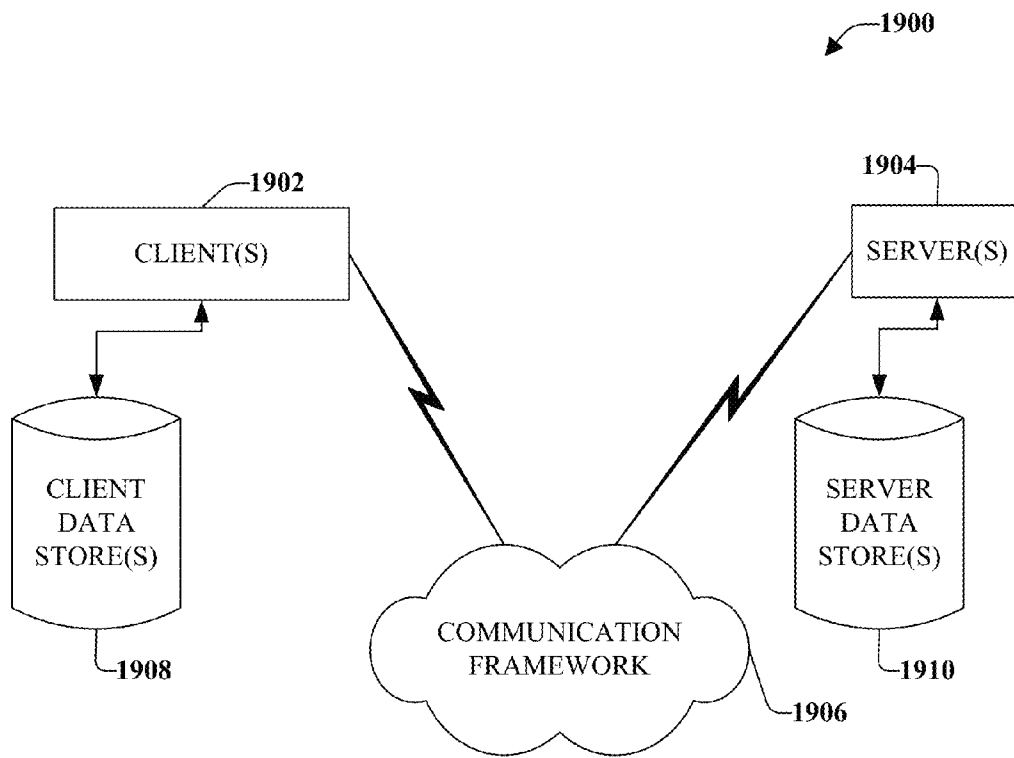 1900
1902
1904
CLIENT(S)
SERVER(S)
CLIENT
DATA
STORE(S)
SERVER
DATA
STORE(S)
COMMUNICATION
FRAMEWORK
1908
1910
1906